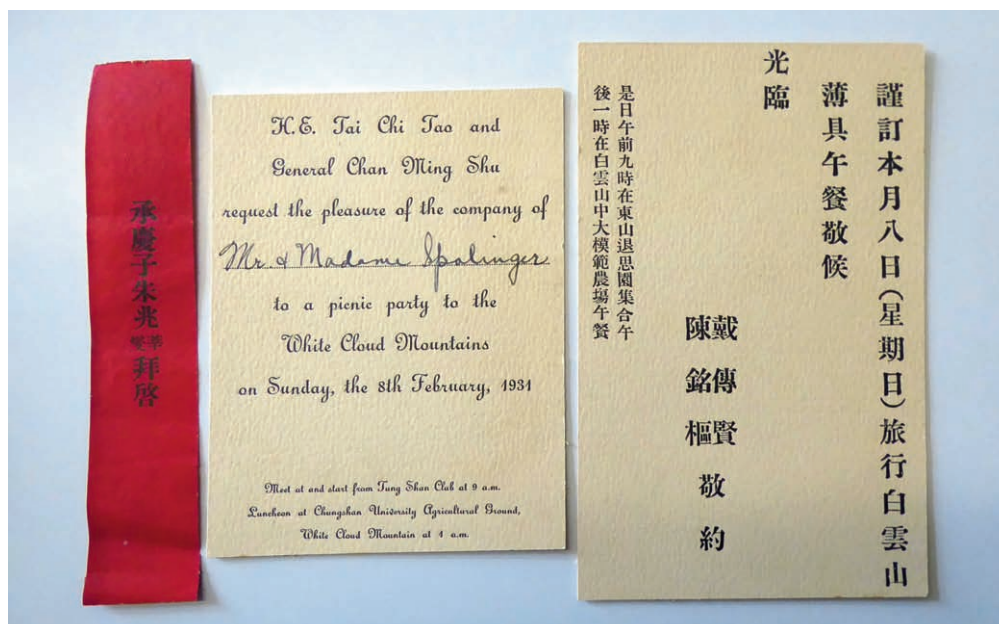 承慶子朱兆華拜啓
H.E. Tai Chi Tao and
General Chan Ming Shu
request the pleasure of the company of
Mr. & Madame Spalinger
to a picnic party to the
White Cloud Mountains
on Sunday, the 8th February, 1931
Meet at and start from Tung Shan Club at 9 a.m.
Luncheon at Chungshan University Agricultural Ground,
White Cloud Mountain at 1 a.m.
謹訂本月八日(星期日)旅行白雲山
薄具午餐敬候
光臨
戴傳賢
陳銘樞
敬約
是日午前九時在東山退思園集合午
後一時在白雲山中大模範農塲午餐